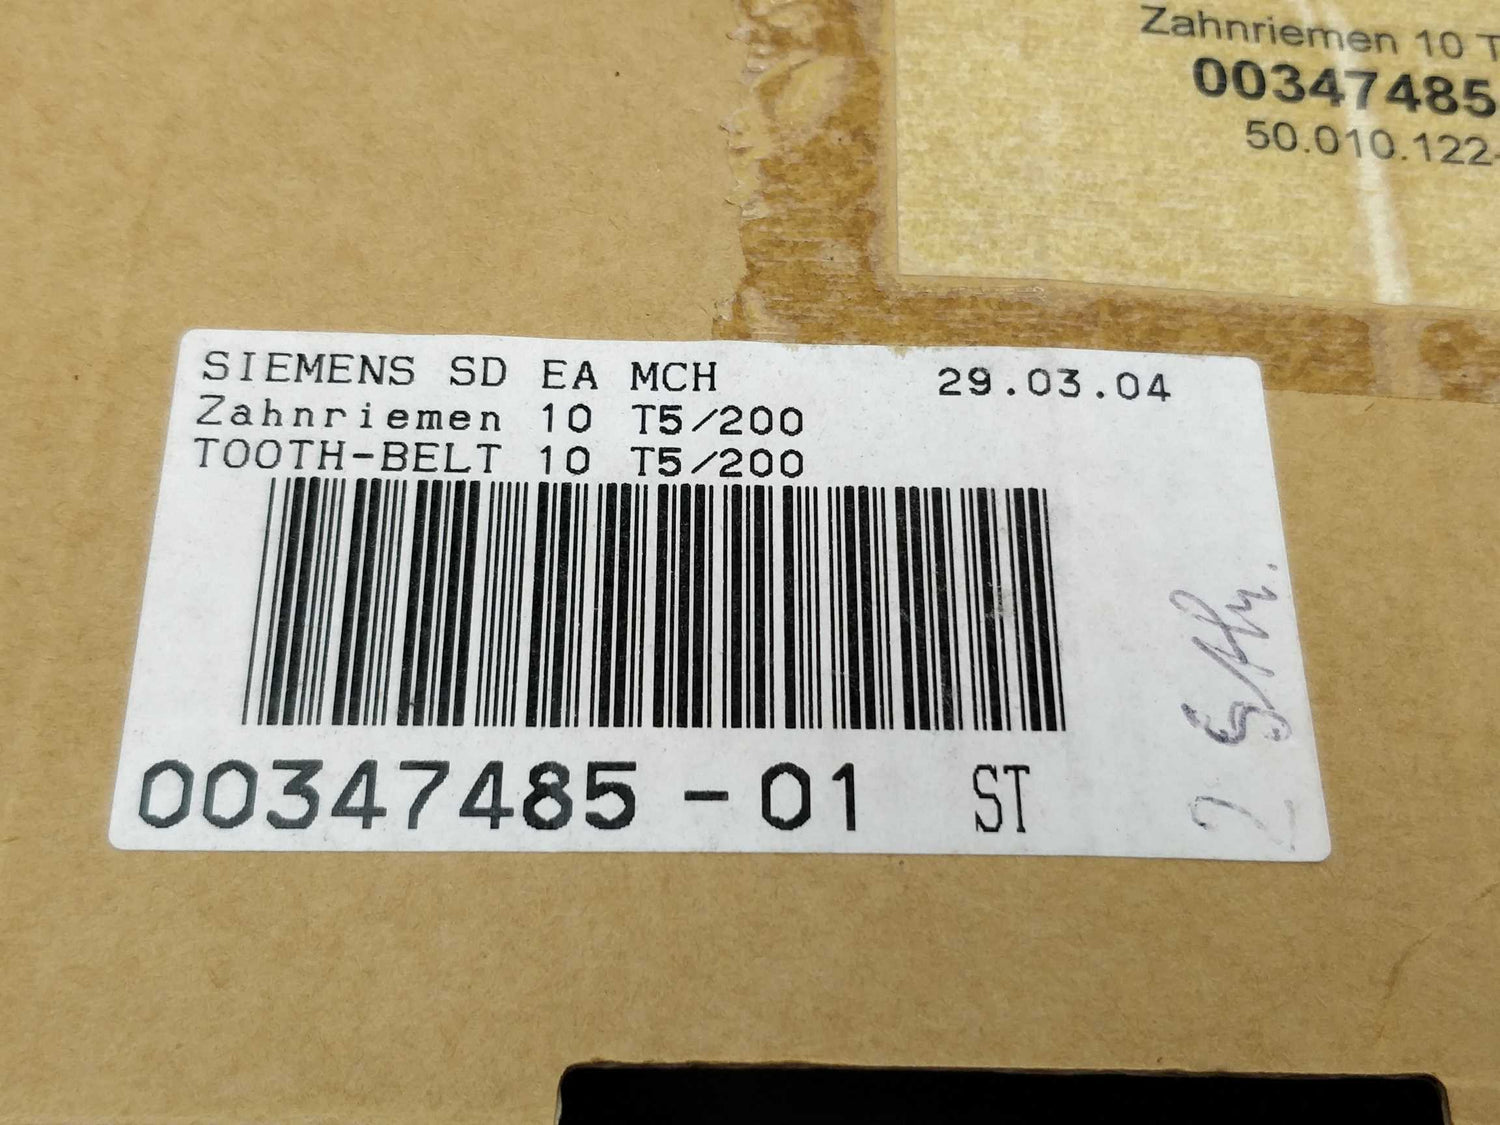 Zahnriemen 10 T
00347485
50.010.122-
SIEMENS SD EA MCH 29.03.04
Zahnriemen 10 T5/200
TOOTH-BELT 10 T5/200
00347485-01 ST
2